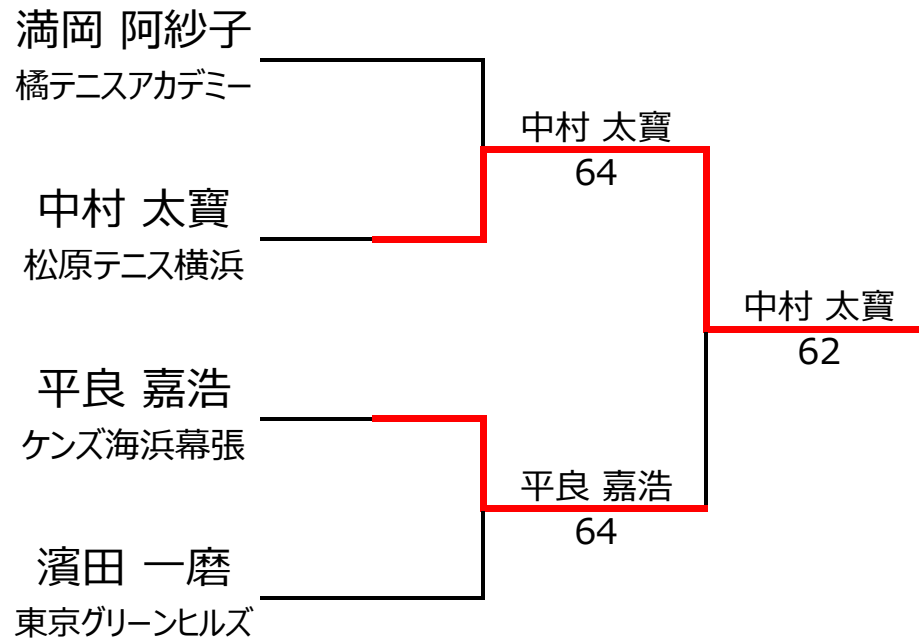 満岡 阿紗子
橘テニスアカデミー
中村 太寶
64
中村 太寶
松原テニス横浜
中村 太寶
62
平良 嘉浩
ケンズ海浜幕張
平良 嘉浩
64
濱田 一磨
東京グリーンヒルズ